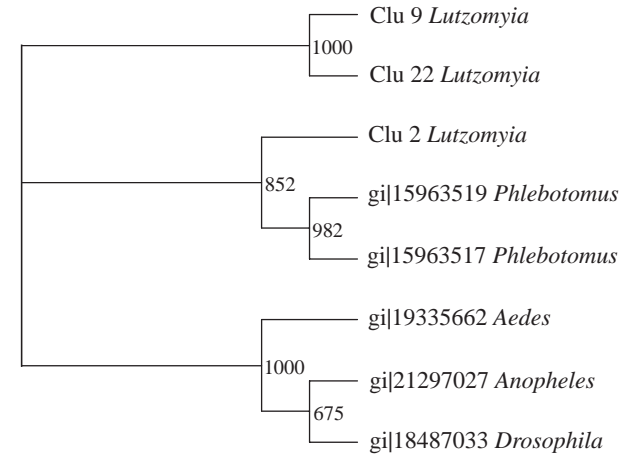 Clu 9 Lutzomyia
1000
Clu 22 Lutzomyia
Clu 2 Lutzomyia
852
gi|15963519 Phlebotomus
982
gi|15963517 Phlebotomus
gi|19335662 Aedes
1000
gi|21297027 Anopheles
675
gi|18487033 Drosophila